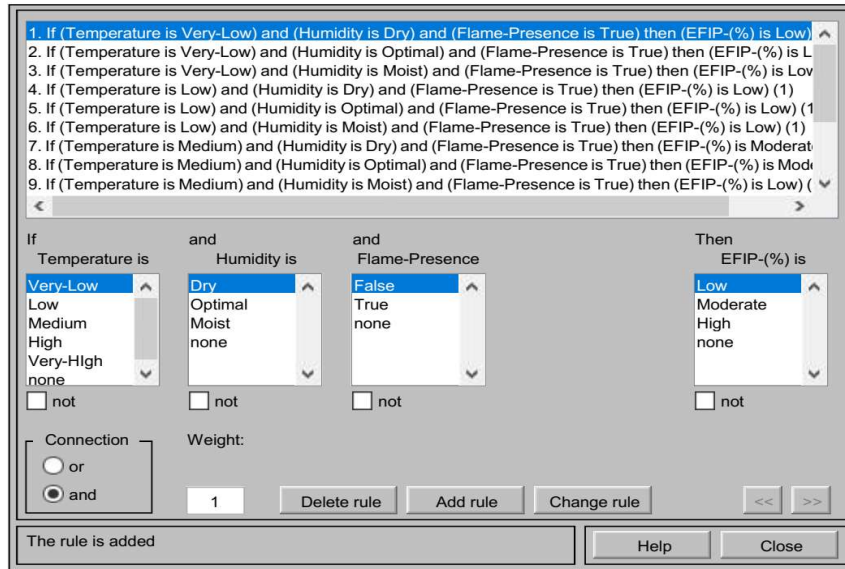 1. If (Temperature is Very-Low) and (Humidity is Dry) and (Flame-Presence is True) then (EFIP-(%) is Low)
2. If (Temperature is Very-Low) and (Humidity is Optimal) and (Flame-Presence is True) then (EFIP-(%) is L
3. If (Temperature is Very-Low) and (Humidity is Moist) and (Flame-Presence is True) then (EFIP-(%) is Low
4. If (Temperature is Low) and (Humidity is Dry) and (Flame-Presence is True) then (EFIP-(%) is Low) (1)
5. If (Temperature is Low) and (Humidity is Optimal) and (Flame-Presence is True) then (EFIP-(%) is Low) (1
6. If (Temperature is Low) and (Humidity is Moist) and (Flame-Presence is True) then (EFIP-(%) is Low) (1)
7. If (Temperature is Medium) and (Humidity is Dry) and (Flame-Presence is True) then (EFIP-(%) is Moderat
8. If (Temperature is Medium) and (Humidity is Optimal) and (Flame-Presence is True) then (EFIP-(%) is Mod
9. If (Temperature is Medium) and (Humidity is Moist) and (Flame-Presence is True) then (EFIP-(%) is Low) (
If and and Then
Temperature is Humidity is Flame-Presence EFIP-(%) is
Very-Low Dry False Low
Low Optimal True Moderate
Medium Moist none High
High none none
Very-HIgh
none
not not not not
Connection Weight:
or
and 1 Delete rule Add rule Change rule << >>
The rule is added Help Close